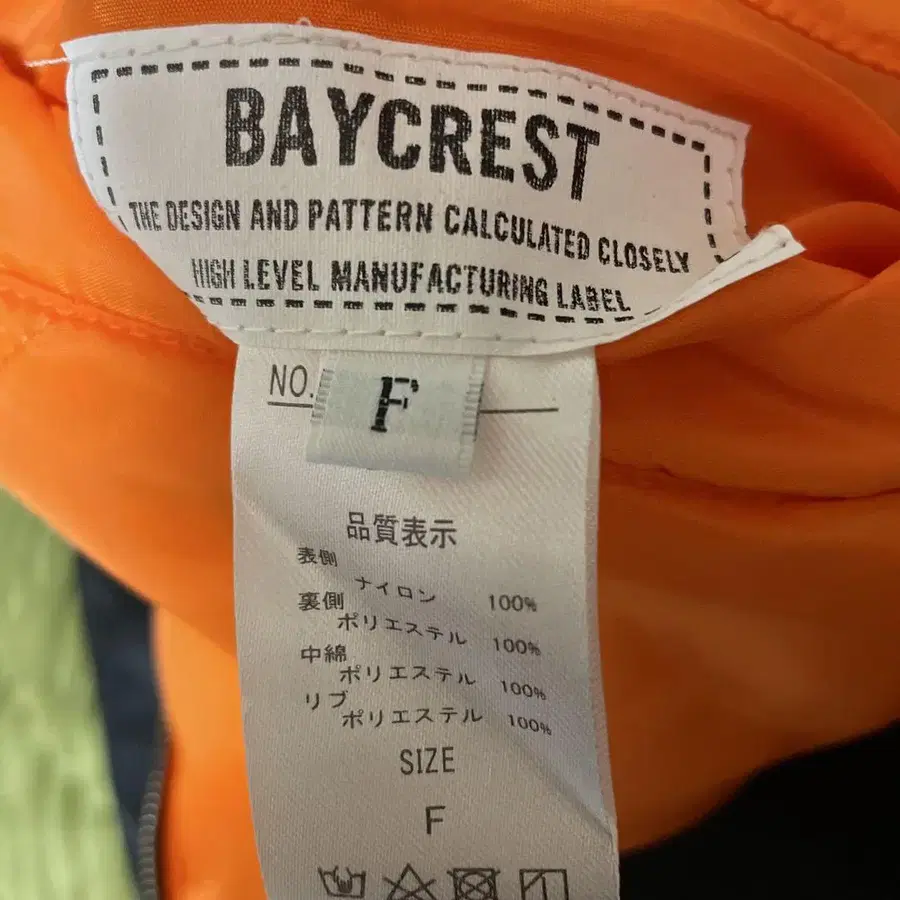 BAYCREST
THE DESIGN AND PATTERN CALCULATED CLOSELY
HIGH LEVEL MANUFACTURING LABEL
NO.
F
品質表示
表側
ナイロン 100%
裏側
ポリエステル 100%
中綿
ポリエステル 100%
リブ
ポリエステル 100%
SIZE
F